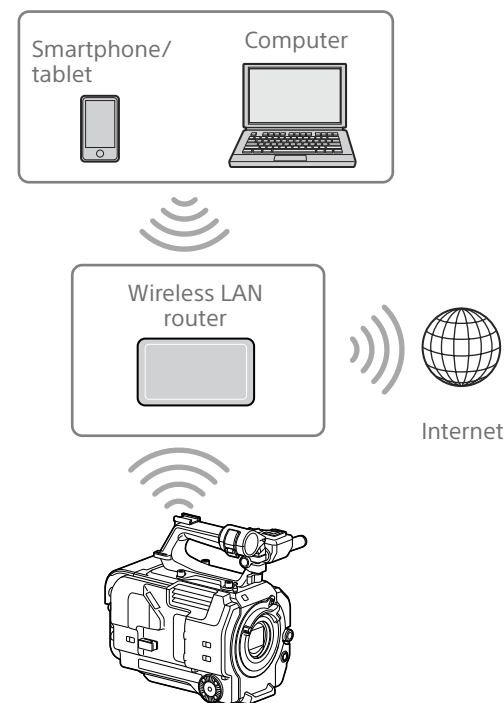 Smartphone/
tablet
Computer
Wireless LAN
router
Internet